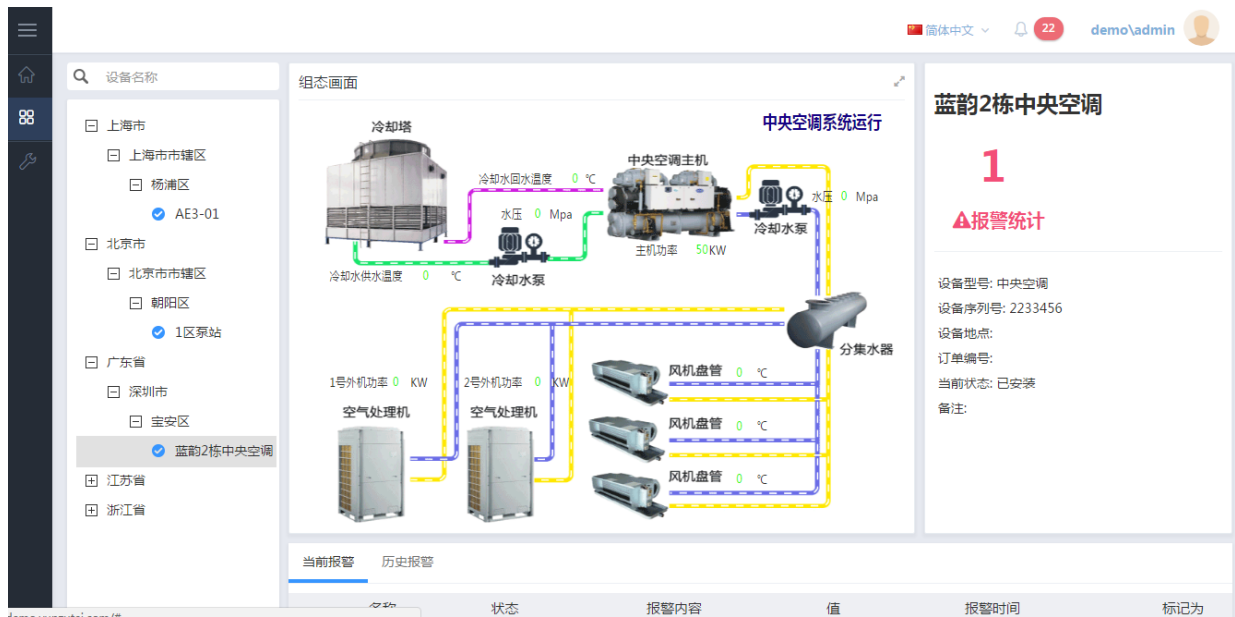 简体中文
22
demo\admin
设备名称
上海市
上海市市辖区
杨浦区
AE3-01
北京市
北京市市辖区
朝阳区
1区泵站
广东省
深圳市
宝安区
蓝韵2栋中央空调
江苏省
浙江省
组态画面
中央空调系统运行
冷却塔
中央空调主机
冷却水回水温度 0 ℃
水压 0 Mpa
水压 0 Mpa
冷却水泵
主机功率 50KW
冷却水供水温度 0 ℃
冷却水泵
分集水器
1号外机功率 0 KW
2号外机功率 0 KW
风机盘管 0 ℃
空气处理机
空气处理机
风机盘管 0 ℃
风机盘管 0 ℃
蓝韵2栋中央空调
1
报警统计
设备型号: 中央空调
设备序列号: 2233456
设备地点:
订单编号:
当前状态: 已安装
备注:
当前报警 历史报警
名称 状态 报警内容 值 报警时间 标记为